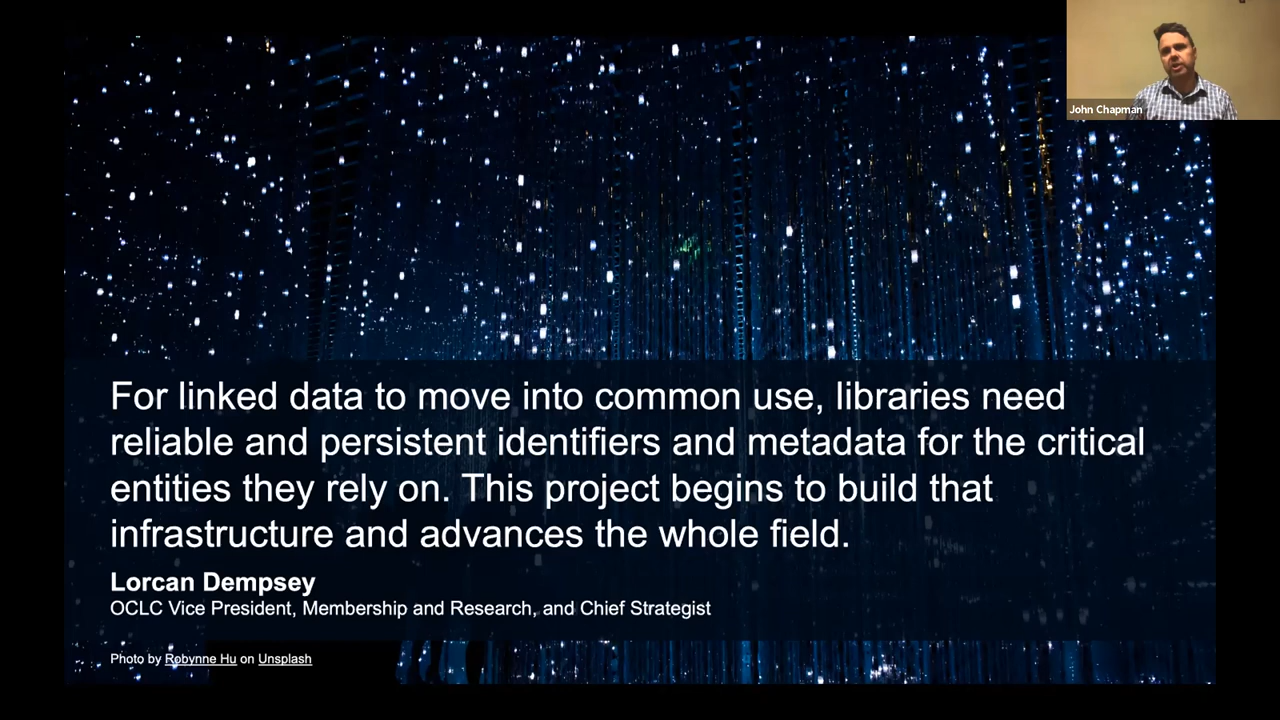 John Chapman
For linked data to move into common use, libraries need
reliable and persistent identifiers and metadata for the critical
entities they rely on. This project begins to build that
infrastructure and advances the whole field.
Lorcan Dempsey
OCLC Vice President, Membership and Research, and Chief Strategist
Photo by Robynne Hu on Unsplash